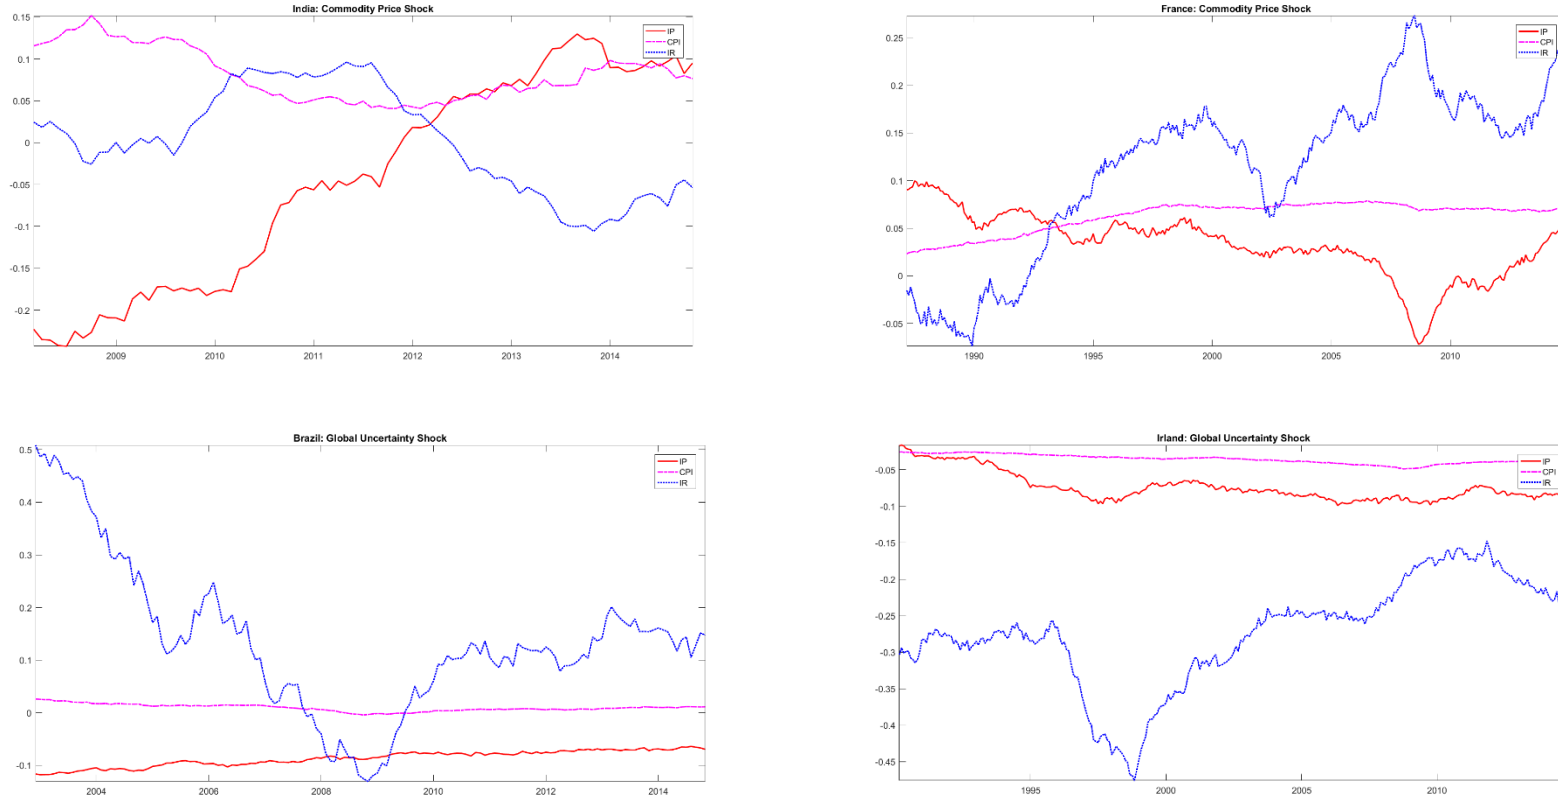 India: Commodity Price Shock
0.15
0.1
0.05
0
-0.05
-0.1
-0.15
-0.2
IP
CPI
IR
2009 2010 2011 2012 2013 2014
France: Commodity Price Shock
0.25
0.2
0.15
0.1
0.05
0
-0.05
IP
CPI
IR
1990 1995 2000 2005 2010
Brazil: Global Uncertainty Shock
0.5
0.4
0.3
0.2
0.1
0
-0.1
IP
CPI
IR
2004 2006 2008 2010 2012 2014
Irland: Global Uncertainty Shock
-0.05
-0.1
-0.15
-0.2
-0.25
-0.3
-0.35
-0.4
-0.45
IP
CPI
IR
1995 2000 2005 2010